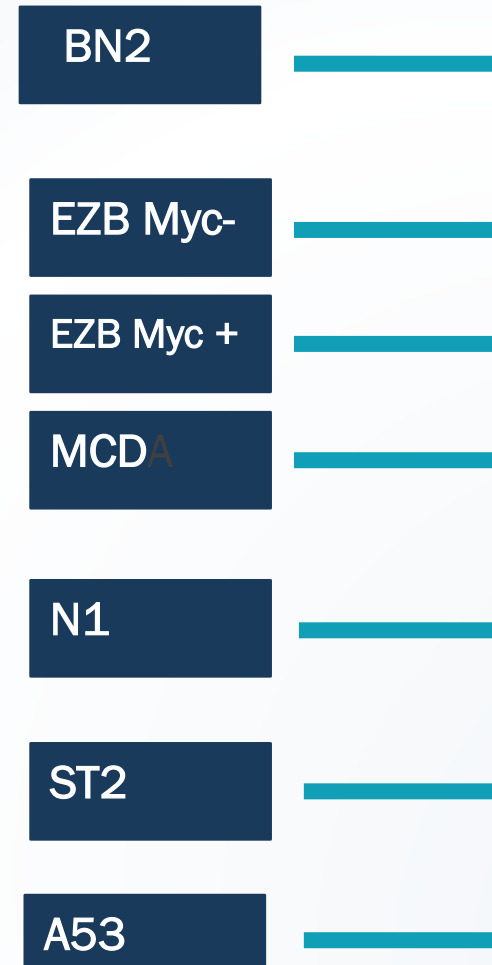 BN2
EZB Myc-
EZB Myc +
MCDA
N1
ST2
A53